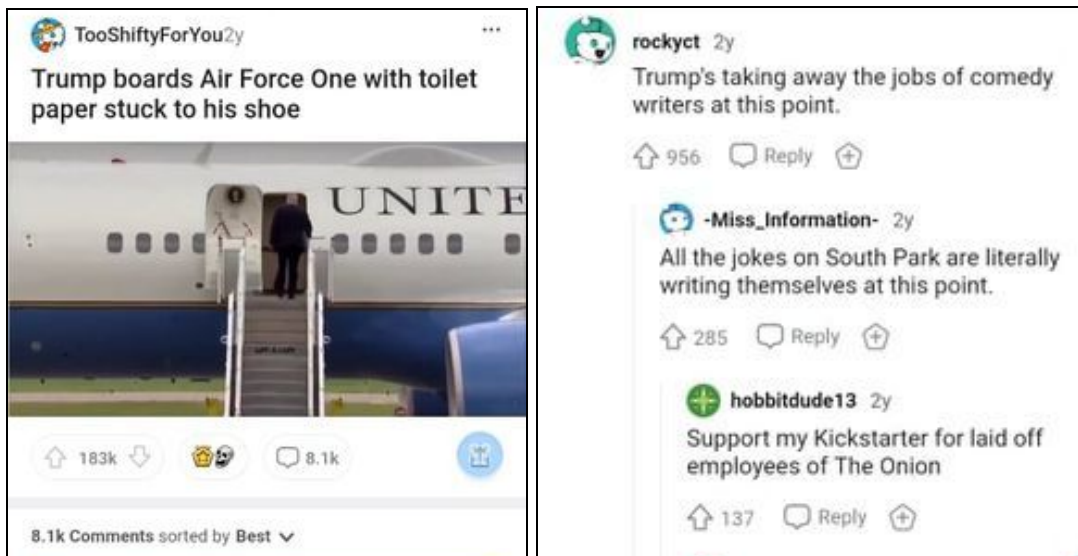 TooShiftyForYou2y
Trump boards Air Force One with toilet
paper stuck to his shoe
UNITE
183k
8.1k
8.1k Comments sorted by Best
rockyct 2y
Trump's taking away the jobs of comedy
writers at this point.
956 Reply
-Miss_Information- 2y
All the jokes on South Park are literally
writing themselves at this point.
285 Reply
hobbitdude13 2y
Support my Kickstarter for laid off
employees of The Onion
137 Reply